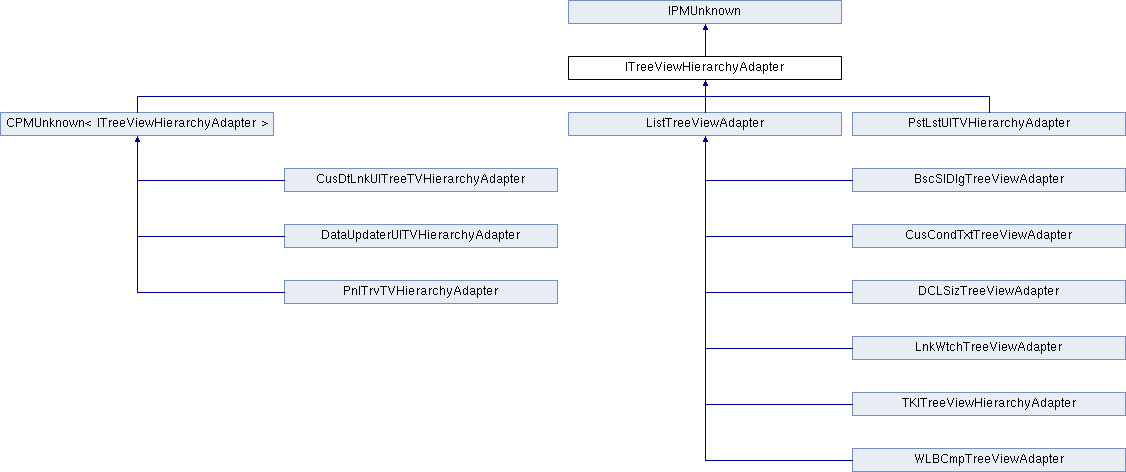 IPMUnknown
ITreeViewHierarchyAdapter
CPMUnknown< ITreeViewHierarchyAdapter >
ListTreeViewAdapter
PstLstUITVHierarchyAdapter
CusDtLnkUITreeTVHierarchyAdapter
BscSlDlgTreeViewAdapter
DataUpdaterUITVHierarchyAdapter
CusCondTxtTreeViewAdapter
PnlTrvTVHierarchyAdapter
DCLSizTreeViewAdapter
LnkWtchTreeViewAdapter
TKITreeViewHierarchyAdapter
WLBCmpTreeViewAdapter